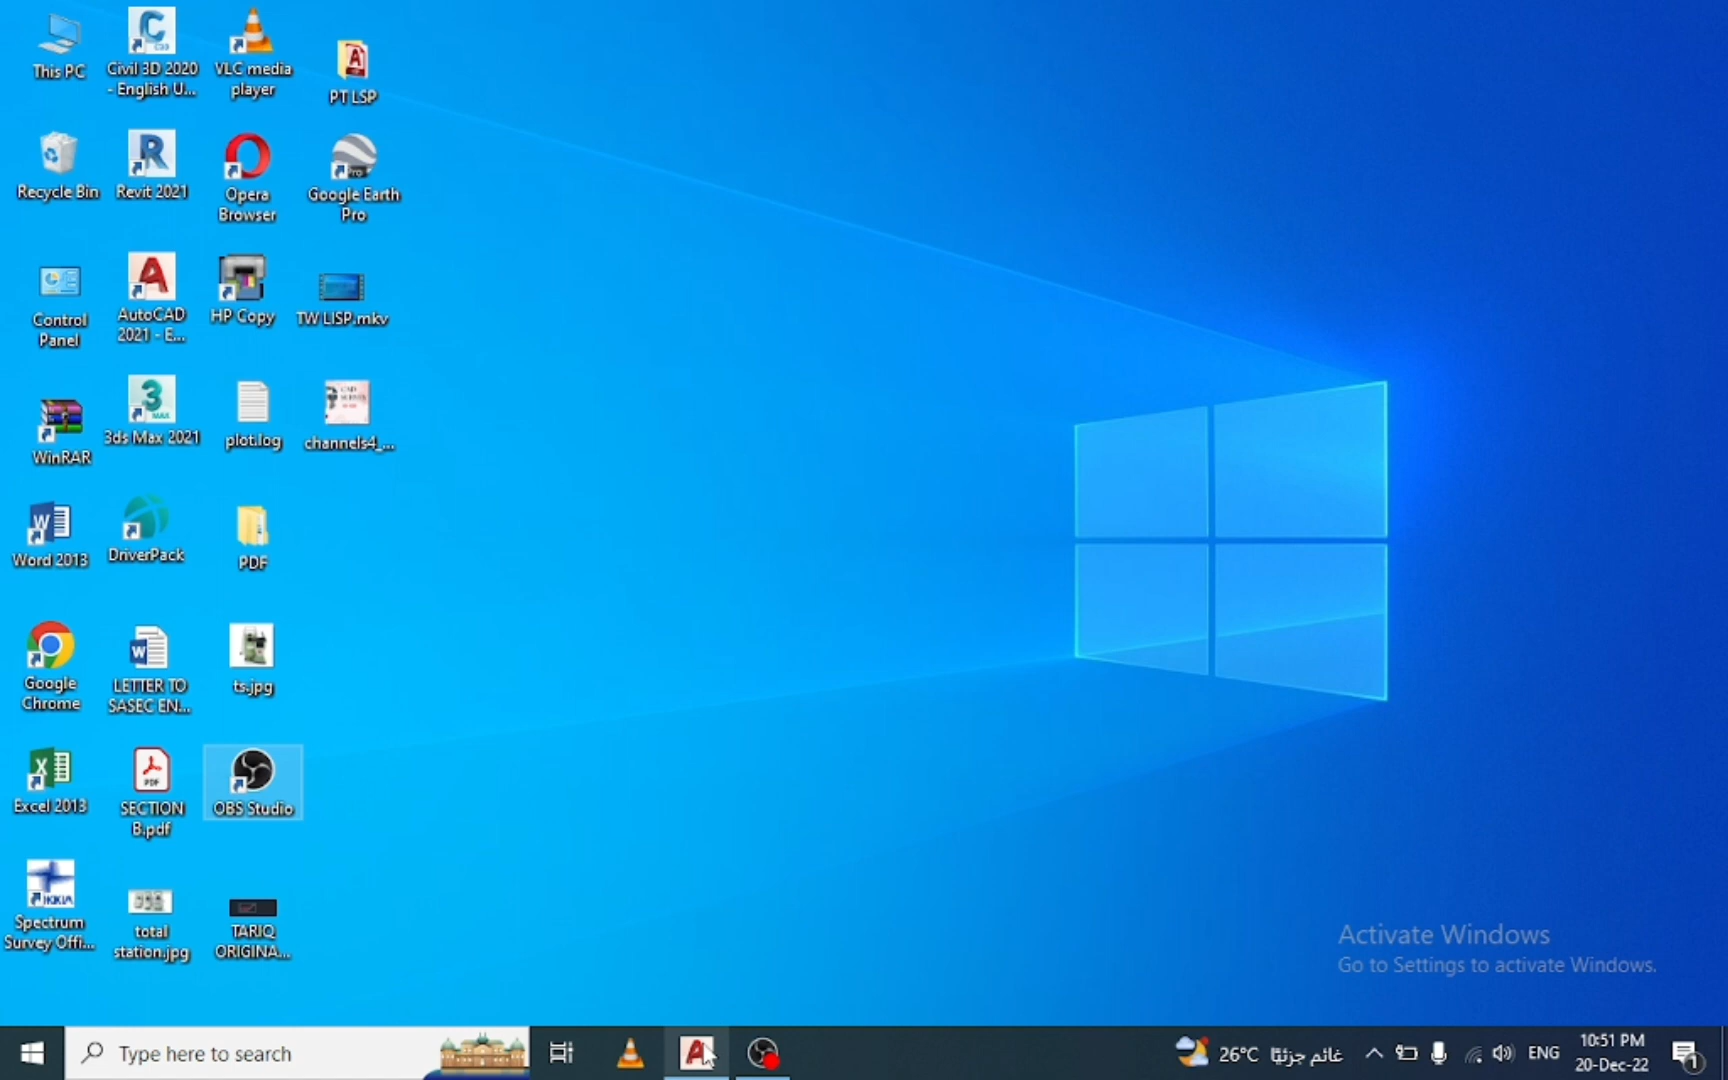 This PC
Civil 3D 2020
- English U...
VLC media
player
PT LSP
Recycle Bin
Revit 2021
Opera
Browser
Google Earth
Pro
Control
Panel
AutoCAD
2021 - E...
HP Copy
TW LISP.mkv
WinRAR
3ds Max 2021
plot.log
channels4_...
Word 2013
DriverPack
PDF
Google
Chrome
LETTER TO
SASEC EN...
ts.jpg
Excel 2013
SECTION
B.pdf
OBS Studio
Spectrum
Survey Offi...
total
station.jpg
TARIQ
ORIGINA...
Activate Windows
Go to Settings to activate Windows.
Type here to search
26°C غائم جزئيًا
ENG
10:51 PM
20-Dec-22
1